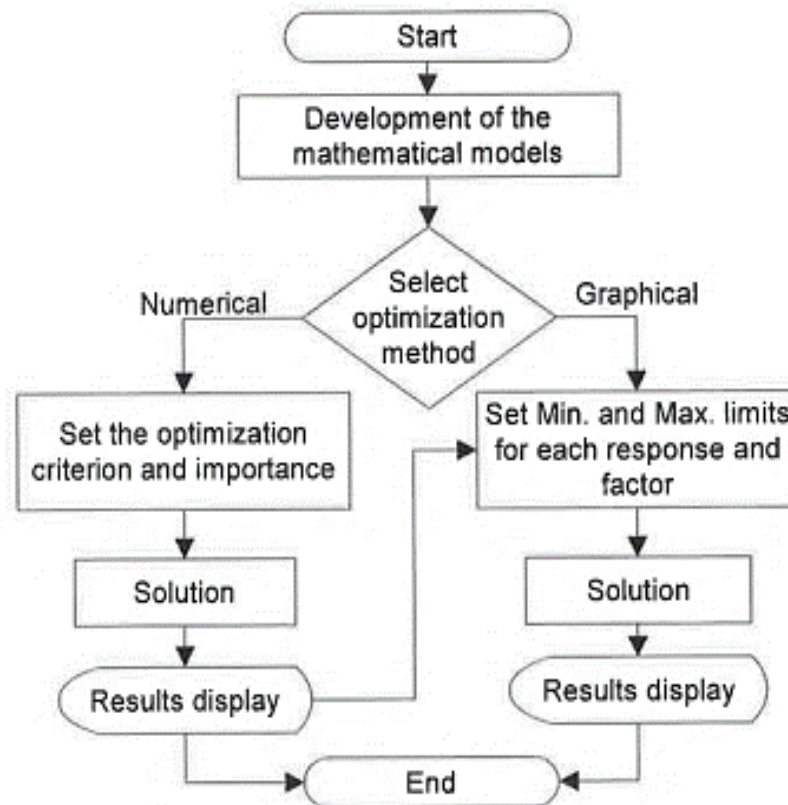 Start
Development of the
mathematical models
Select
optimization
method
Numerical
Graphical
Set the optimization
criterion and importance
Set Min. and Max. limits
for each response and
factor
Solution
Solution
Results display
Results display
End